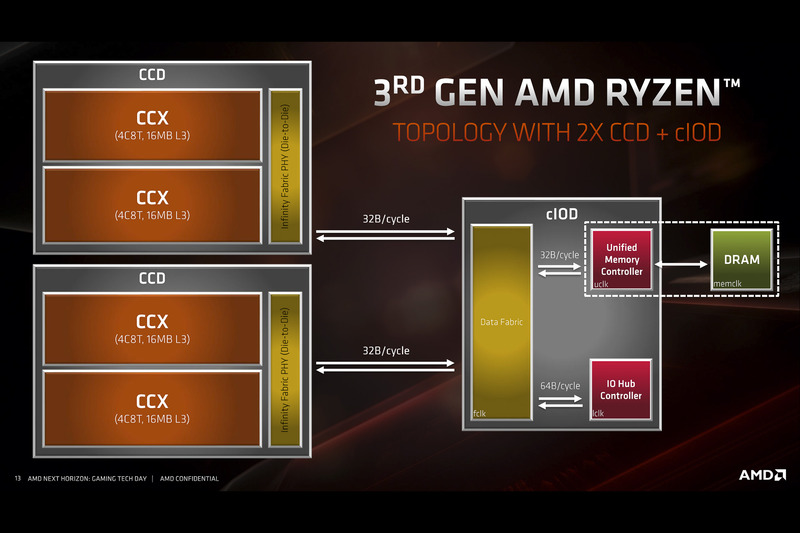 3RD GEN AMD RYZEN™
TOPOLOGY WITH 2X CCD + cIOD
CCD
CCX
(4C8T, 16MB L3)
CCX
(4C8T, 16MB L3)
Infinity Fabric PHY (Die-to-Die)
32B/cycle
CCD
CCX
(4C8T, 16MB L3)
CCX
(4C8T, 16MB L3)
Infinity Fabric PHY (Die-to-Die)
32B/cycle
cIOD
Data Fabric
fclk
32B/cycle
Unified
Memory
Controller
uclk
DRAM
memclk
64B/cycle
IO Hub
Controller
lclk
13 AMD NEXT HORIZON: GAMING TECH DAY | AMD CONFIDENTIAL
AMD